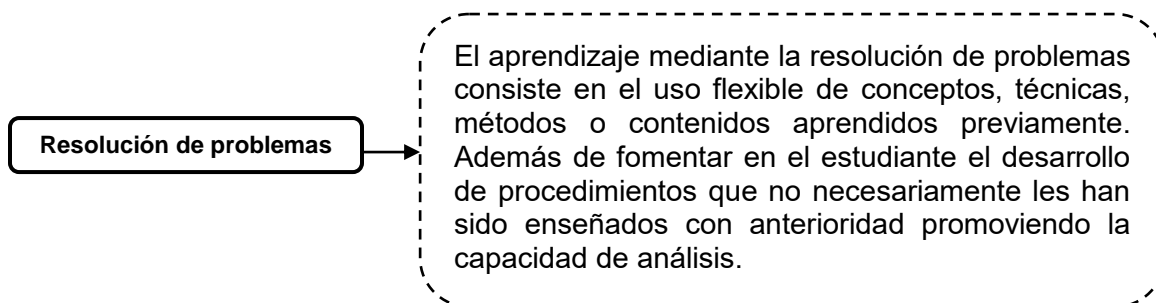 Resolución de problemas
El aprendizaje mediante la resolución de problemas
consiste en el uso flexible de conceptos, técnicas,
métodos o contenidos aprendidos previamente.
Además de fomentar en el estudiante el desarrollo
de procedimientos que no necesariamente les han
sido enseñados con anterioridad promoviendo la
capacidad de análisis.